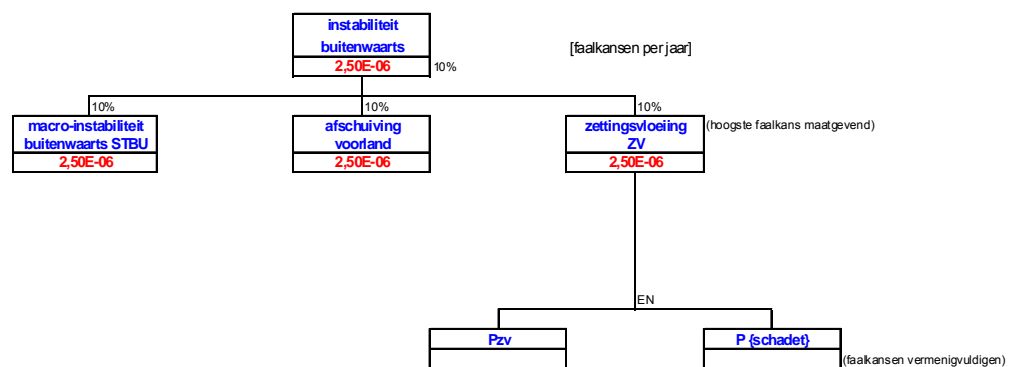 instabiliteit
buitenwaarts
[faalkansen per jaar]
2,50E-06
10%
10%
10%
10%
macro-instabiliteit
buitenwaarts STBU
2,50E-06
afschuiving
voorland
2,50E-06
zettingsvloeiing
ZV
(hoogste faalkans maatgevend)
2,50E-06
EN
Pzv
P {schadet}
(faalkansen vermenigvuldigen)